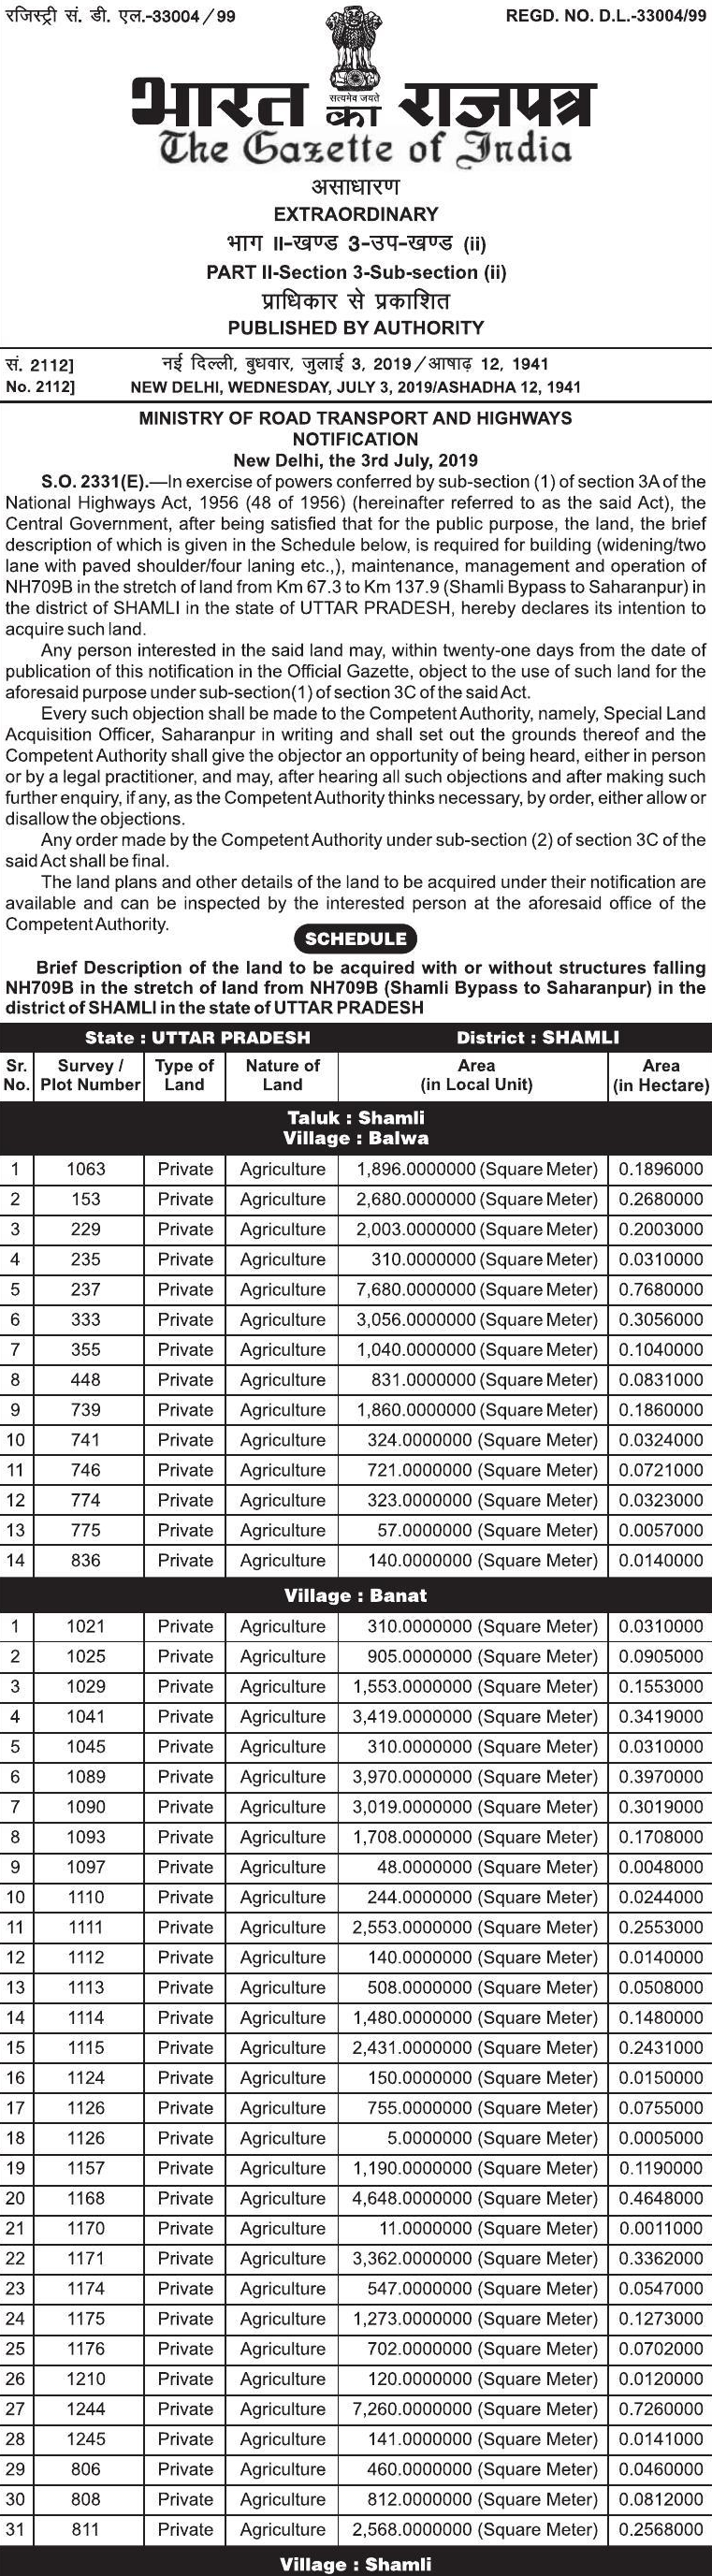 रजिस्ट्री सं. डी. एल.-33004/99
REGD. NO. D.L.-33004/99
सत्यमेव जयते
भारत का राजपत्र
The Gazette of India
असाधारण
EXTRAORDINARY
भाग II-खण्ड 3-उप-खण्ड (ii)
PART II-Section 3-Sub-section (ii)
प्राधिकार से प्रकाशित
PUBLISHED BY AUTHORITY
सं. 2112] नई दिल्ली, बुधवार, जुलाई 3, 2019/आषाढ़ 12, 1941
No. 2112] NEW DELHI, WEDNESDAY, JULY 3, 2019/ASHADHA 12, 1941
MINISTRY OF ROAD TRANSPORT AND HIGHWAYS
NOTIFICATION
New Delhi, the 3rd July, 2019
S.O. 2331(E).—In exercise of powers conferred by sub-section (1) of section 3A of the
National Highways Act, 1956 (48 of 1956) (hereinafter referred to as the said Act), the
Central Government, after being satisfied that for the public purpose, the land, the brief
description of which is given in the Schedule below, is required for building (widening/two
lane with paved shoulder/four laning etc.,), maintenance, management and operation of
NH709B in the stretch of land from Km 67.3 to Km 137.9 (Shamli Bypass to Saharanpur) in
the district of SHAMLI in the state of UTTAR PRADESH, hereby declares its intention to
acquire such land.
Any person interested in the said land may, within twenty-one days from the date of
publication of this notification in the Official Gazette, object to the use of such land for the
aforesaid purpose under sub-section(1) of section 3C of the said Act.
Every such objection shall be made to the Competent Authority, namely, Special Land
Acquisition Officer, Saharanpur in writing and shall set out the grounds thereof and the
Competent Authority shall give the objector an opportunity of being heard, either in person
or by a legal practitioner, and may, after hearing all such objections and after making such
further enquiry, if any, as the Competent Authority thinks necessary, by order, either allow or
disallow the objections.
Any order made by the Competent Authority under sub-section (2) of section 3C of the
said Act shall be final.
The land plans and other details of the land to be acquired under their notification are
available and can be inspected by the interested person at the aforesaid office of the
Competent Authority.
SCHEDULE
Brief Description of the land to be acquired with or without structures falling
NH709B in the stretch of land from NH709B (Shamli Bypass to Saharanpur) in the
district of SHAMLI in the state of UTTAR PRADESH
State : UTTAR PRADESH District : SHAMLI
Sr. No. Survey / Plot Number Type of Land Nature of Land Area (in Local Unit) Area (in Hectare)
Taluk : Shamli
Village : Balwa
1 1063 Private Agriculture 1,896.0000000 (Square Meter) 0.1896000
2 153 Private Agriculture 2,680.0000000 (Square Meter) 0.2680000
3 229 Private Agriculture 2,003.0000000 (Square Meter) 0.2003000
4 235 Private Agriculture 310.0000000 (Square Meter) 0.0310000
5 237 Private Agriculture 7,680.0000000 (Square Meter) 0.7680000
6 333 Private Agriculture 3,056.0000000 (Square Meter) 0.3056000
7 355 Private Agriculture 1,040.0000000 (Square Meter) 0.1040000
8 448 Private Agriculture 831.0000000 (Square Meter) 0.0831000
9 739 Private Agriculture 1,860.0000000 (Square Meter) 0.1860000
10 741 Private Agriculture 324.0000000 (Square Meter) 0.0324000
11 746 Private Agriculture 721.0000000 (Square Meter) 0.0721000
12 774 Private Agriculture 323.0000000 (Square Meter) 0.0323000
13 775 Private Agriculture 57.0000000 (Square Meter) 0.0057000
14 836 Private Agriculture 140.0000000 (Square Meter) 0.0140000
Village : Banat
1 1021 Private Agriculture 310.0000000 (Square Meter) 0.0310000
2 1025 Private Agriculture 905.0000000 (Square Meter) 0.0905000
3 1029 Private Agriculture 1,553.0000000 (Square Meter) 0.1553000
4 1041 Private Agriculture 3,419.0000000 (Square Meter) 0.3419000
5 1045 Private Agriculture 310.0000000 (Square Meter) 0.0310000
6 1089 Private Agriculture 3,970.0000000 (Square Meter) 0.3970000
7 1090 Private Agriculture 3,019.0000000 (Square Meter) 0.3019000
8 1093 Private Agriculture 1,708.0000000 (Square Meter) 0.1708000
9 1097 Private Agriculture 48.0000000 (Square Meter) 0.0048000
10 1110 Private Agriculture 244.0000000 (Square Meter) 0.0244000
11 1111 Private Agriculture 2,553.0000000 (Square Meter) 0.2553000
12 1112 Private Agriculture 140.0000000 (Square Meter) 0.0140000
13 1113 Private Agriculture 508.0000000 (Square Meter) 0.0508000
14 1114 Private Agriculture 1,480.0000000 (Square Meter) 0.1480000
15 1115 Private Agriculture 2,431.0000000 (Square Meter) 0.2431000
16 1124 Private Agriculture 150.0000000 (Square Meter) 0.0150000
17 1126 Private Agriculture 755.0000000 (Square Meter) 0.0755000
18 1126 Private Agriculture 5.0000000 (Square Meter) 0.0005000
19 1157 Private Agriculture 1,190.0000000 (Square Meter) 0.1190000
20 1168 Private Agriculture 4,648.0000000 (Square Meter) 0.4648000
21 1170 Private Agriculture 11.0000000 (Square Meter) 0.0011000
22 1171 Private Agriculture 3,362.0000000 (Square Meter) 0.3362000
23 1174 Private Agriculture 547.0000000 (Square Meter) 0.0547000
24 1175 Private Agriculture 1,273.0000000 (Square Meter) 0.1273000
25 1176 Private Agriculture 702.0000000 (Square Meter) 0.0702000
26 1210 Private Agriculture 120.0000000 (Square Meter) 0.0120000
27 1244 Private Agriculture 7,260.0000000 (Square Meter) 0.7260000
28 1245 Private Agriculture 141.0000000 (Square Meter) 0.0141000
29 806 Private Agriculture 460.0000000 (Square Meter) 0.0460000
30 808 Private Agriculture 812.0000000 (Square Meter) 0.0812000
31 811 Private Agriculture 2,568.0000000 (Square Meter) 0.2568000
Village : Shamli